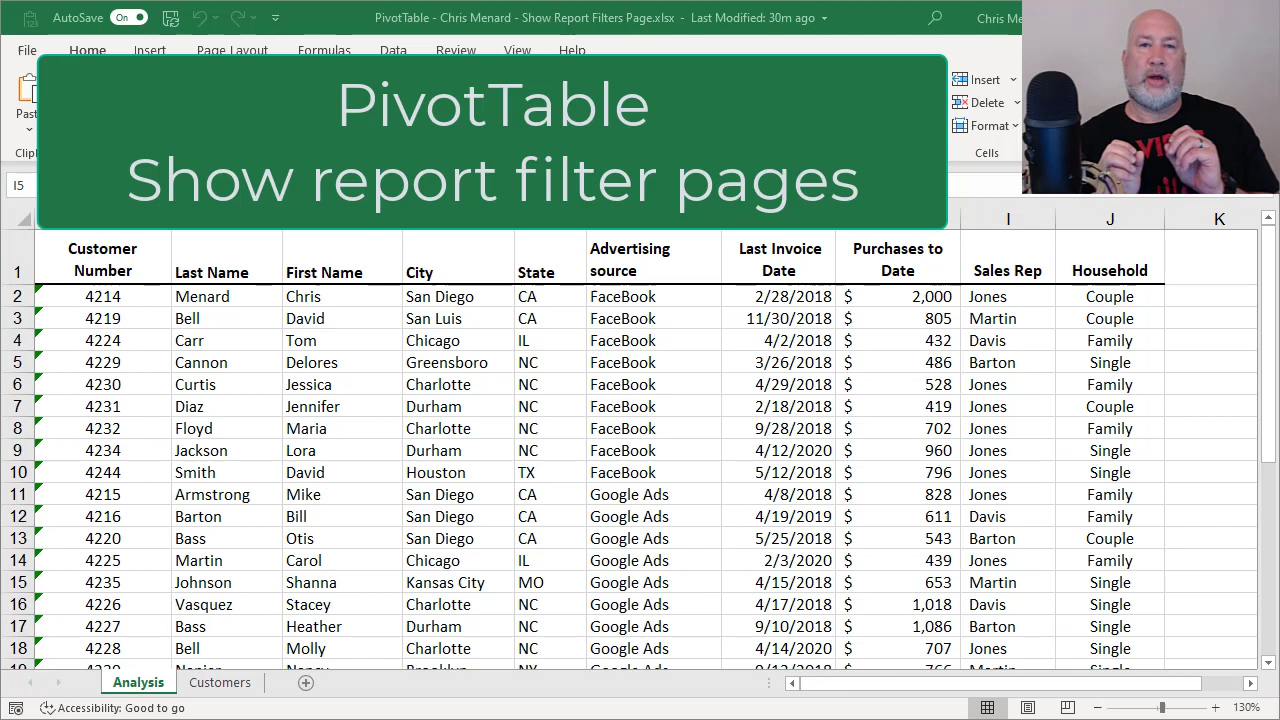 AutoSave On PivotTable - Chris Menard - Show Report Filters Page.xlsx - Last Modified: 30m ago Chris Me
File Home Insert Page Layout Formulas Data Review View Help
PivotTable
Show report filter pages
Past
Clipl
Insert
Delete
Format
Cells
I5
I J K
1 Customer Number Last Name First Name City State Advertising source Last Invoice Date Purchases to Date Sales Rep Household
2 4214 Menard Chris San Diego CA FaceBook 2/28/2018 $ 2,000 Jones Couple
3 4219 Bell David San Luis CA FaceBook 11/30/2018 $ 805 Martin Couple
4 4224 Carr Tom Chicago IL FaceBook 4/2/2018 $ 432 Davis Family
5 4229 Cannon Delores Greensboro NC FaceBook 3/26/2018 $ 486 Barton Single
6 4230 Curtis Jessica Charlotte NC FaceBook 4/29/2018 $ 528 Jones Family
7 4231 Diaz Jennifer Durham NC FaceBook 2/18/2018 $ 419 Jones Couple
8 4232 Floyd Maria Charlotte NC FaceBook 9/28/2018 $ 702 Jones Family
9 4234 Jackson Lora Durham NC FaceBook 4/12/2020 $ 960 Jones Single
10 4244 Smith David Houston TX FaceBook 5/12/2018 $ 796 Jones Single
11 4215 Armstrong Mike San Diego CA Google Ads 4/8/2018 $ 828 Jones Family
12 4216 Barton Bill San Diego CA Google Ads 4/19/2019 $ 611 Davis Family
13 4220 Bass Otis San Diego CA Google Ads 5/25/2018 $ 543 Barton Couple
14 4225 Martin Carol Chicago IL Google Ads 2/3/2020 $ 439 Jones Family
15 4235 Johnson Shanna Kansas City MO Google Ads 4/15/2018 $ 653 Martin Single
16 4226 Vasquez Stacey Charlotte NC Google Ads 4/17/2018 $ 1,018 Davis Single
17 4227 Bass Heather Durham NC Google Ads 9/10/2018 $ 1,086 Barton Single
18 4228 Bell Molly Charlotte NC Google Ads 4/14/2020 $ 707 Jones Single
Analysis Customers
Accessibility: Good to go 130%